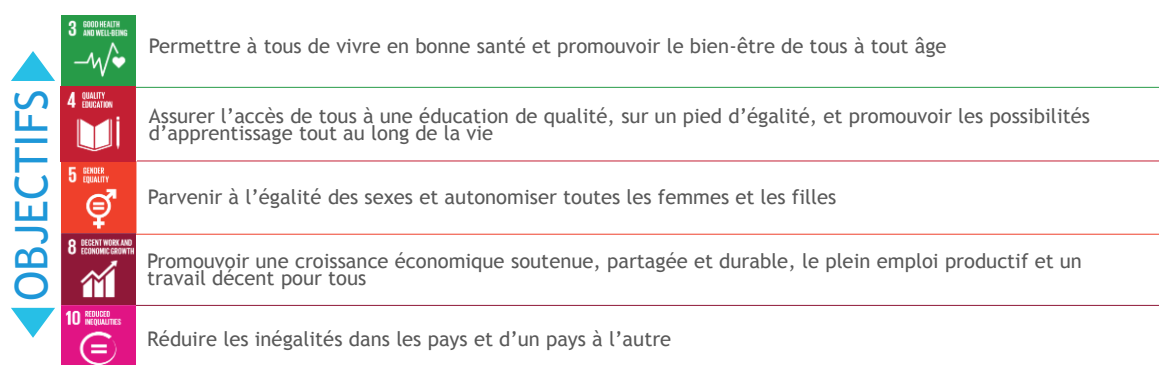 OBJECTIFS
3 GOOD HEALTH
AND WELL-BEING
Permettre à tous de vivre en bonne santé et promouvoir le bien-être de tous à tout âge
4 QUALITY
EDUCATION
Assurer l’accès de tous à une éducation de qualité, sur un pied d’égalité, et promouvoir les possibilités
d’apprentissage tout au long de la vie
5 GENDER
EQUALITY
Parvenir à l’égalité des sexes et autonomiser toutes les femmes et les filles
8 DECENT WORK AND
ECONOMIC GROWTH
Promouvoir une croissance économique soutenue, partagée et durable, le plein emploi productif et un
travail décent pour tous
10 REDUCED
INEQUALITIES
Réduire les inégalités dans les pays et d’un pays à l’autre